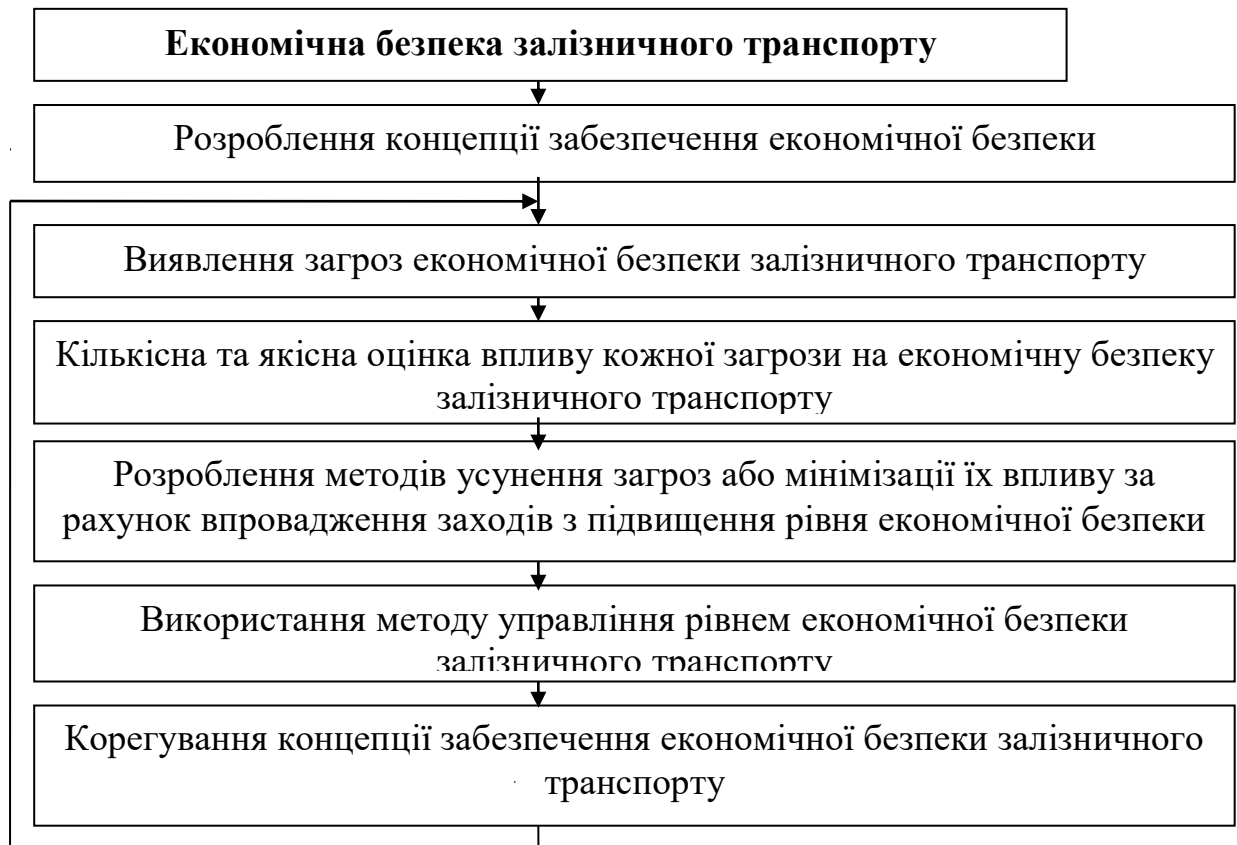 Економічна безпека залізничного транспорту
Розроблення концепції забезпечення економічної безпеки
Виявлення загроз економічної безпеки залізничного транспорту
Кількісна та якісна оцінка впливу кожної загрози на економічну безпеку
залізничного транспорту
Розроблення методів усунення загроз або мінімізації їх впливу за
рахунок впровадження заходів з підвищення рівня економічної безпеки
Використання методу управління рівнем економічної безпеки
залізничного транспорту
Корегування концепції забезпечення економічної безпеки залізничного
транспорту